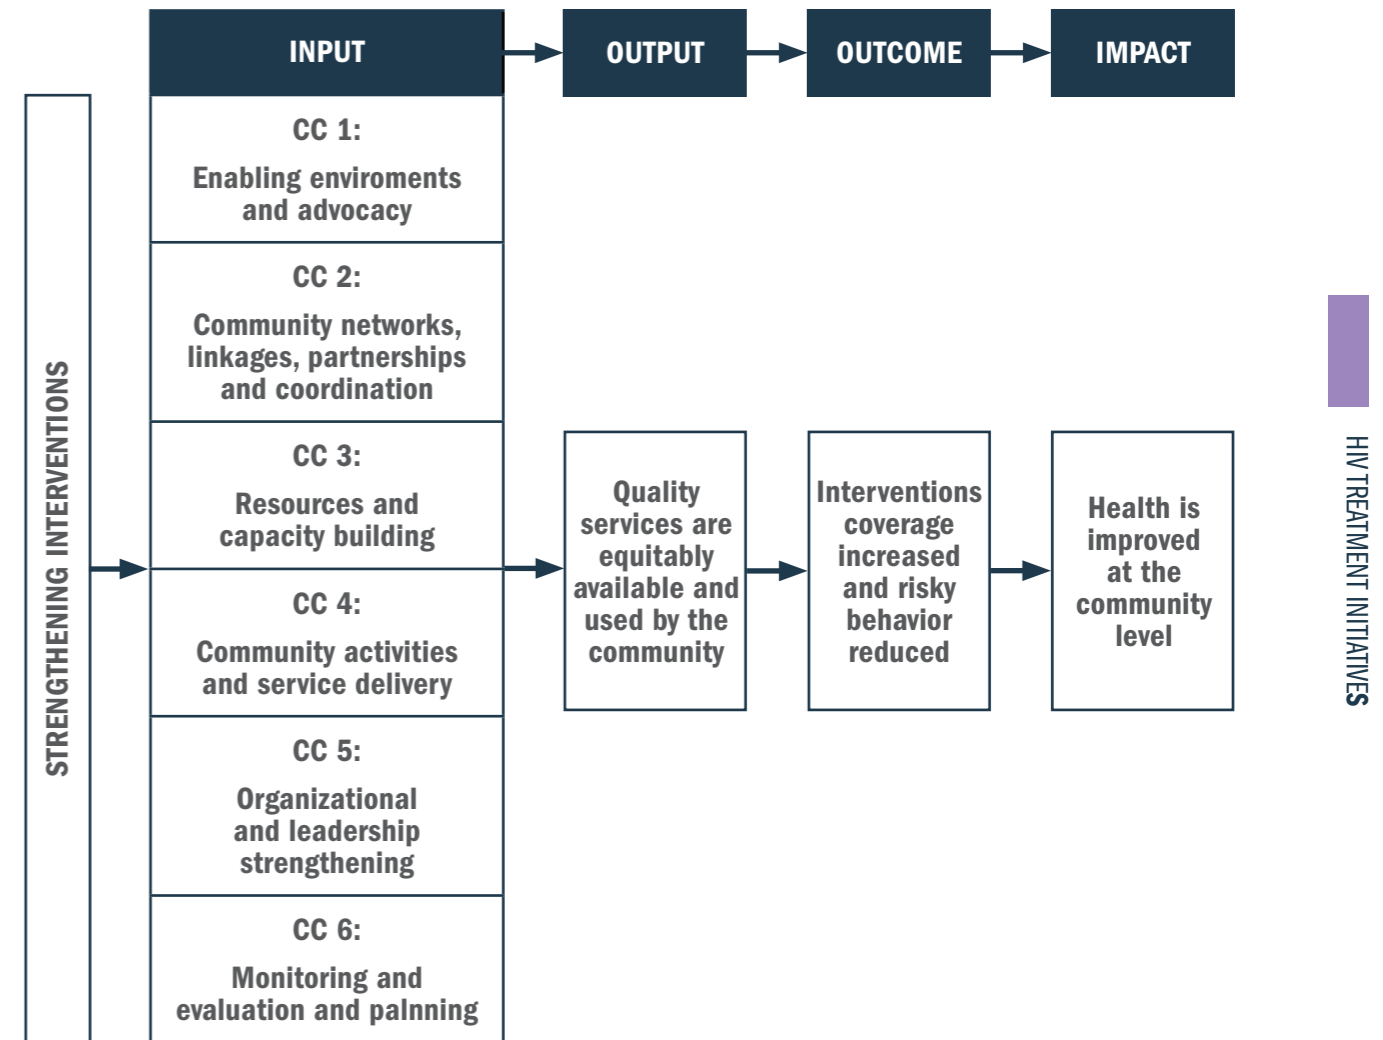 INPUT
OUTPUT
OUTCOME
IMPACT
STRENGTHENING INTERVENTIONS
CC 1:
Enabling enviroments
and advocacy
CC 2:
Community networks,
linkages, partnerships
and coordination
CC 3:
Resources and
capacity building
CC 4:
Community activities
and service delivery
CC 5:
Organizational
and leadership
strengthening
CC 6:
Monitoring and
evaluation and palnning
Quality
services are
equitably
available and
used by the
community
Interventions
coverage
increased
and risky
behavior
reduced
Health is
improved
at the
community
level
HIV TREATMENT INITIATIVES